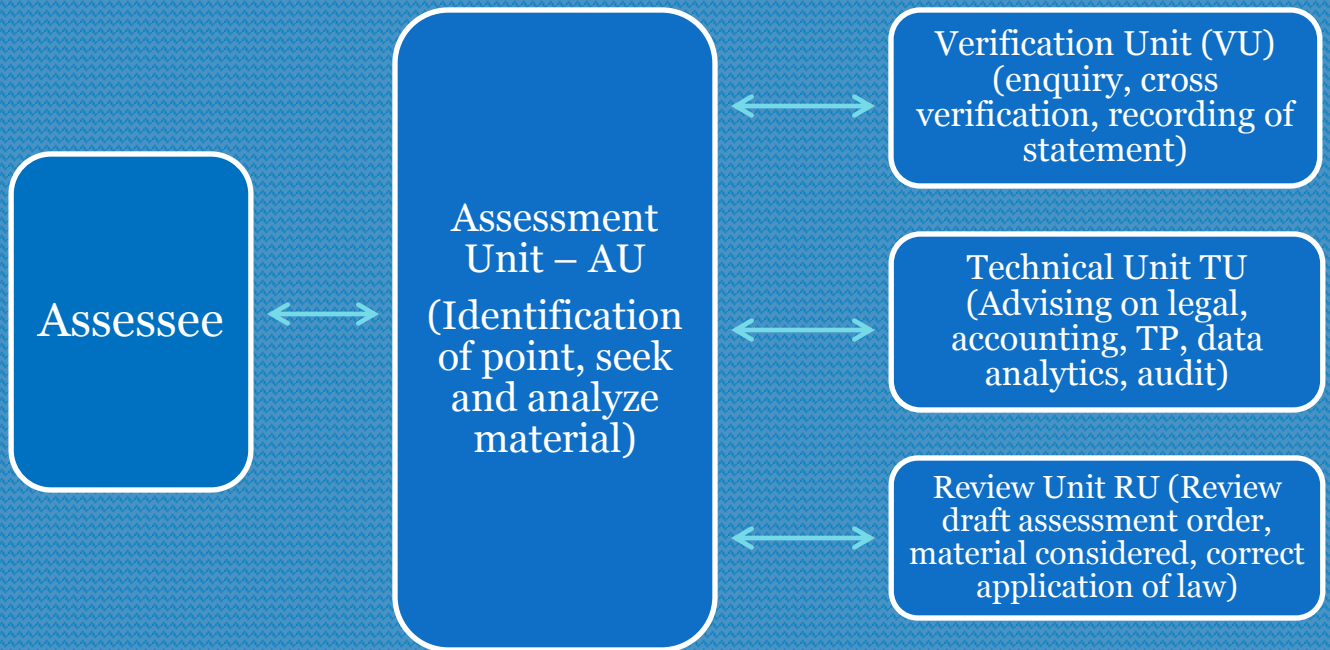 Assessee
Assessment
Unit – AU
(Identification
of point, seek
and analyze
material)
Verification Unit (VU)
(enquiry, cross
verification, recording of
statement)
Technical Unit TU
(Advising on legal,
accounting, TP, data
analytics, audit)
Review Unit RU (Review
draft assessment order,
material considered, correct
application of law)